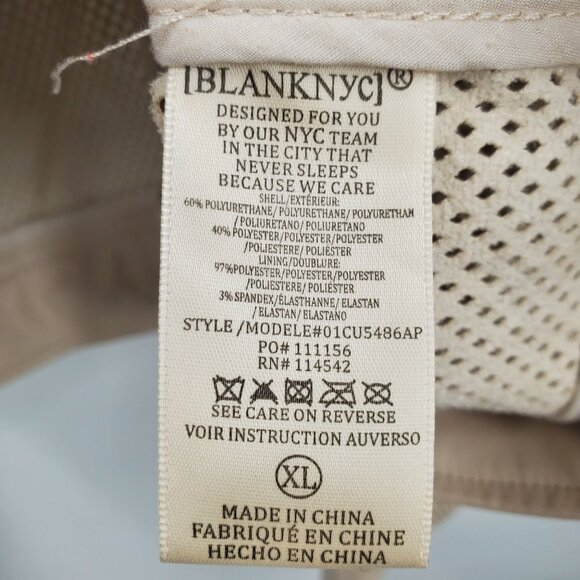 [BLANKNYC]®
DESIGNED FOR YOU
BY OUR NYC TEAM
IN THE CITY THAT
NEVER SLEEPS
BECAUSE WE CARE
SHELL/EXTÉRIEUR:
60% POLYURETHANE/POLYURETHANE/POLYURETHAN
/POLIURETANO/POLIURETANO
40% POLYESTER/POLYESTER/POLYESTER
/POLIESTERE/POLIÉSTER
LINING/DOUBLURE:
97%POLYESTER/POLYESTER/POLYESTER
/POLIESTERE/POLIÉSTER
3% SPANDEX/ÉLASTHANNE/ELASTAN
/ELASTAN/ELASTANO
STYLE /MODELE#01CU5486AP
PO# 111156
RN# 114542
SEE CARE ON REVERSE
VOIR INSTRUCTION AUVERSO
XL
MADE IN CHINA
FABRIQUÉ EN CHINE
HECHO EN CHINA